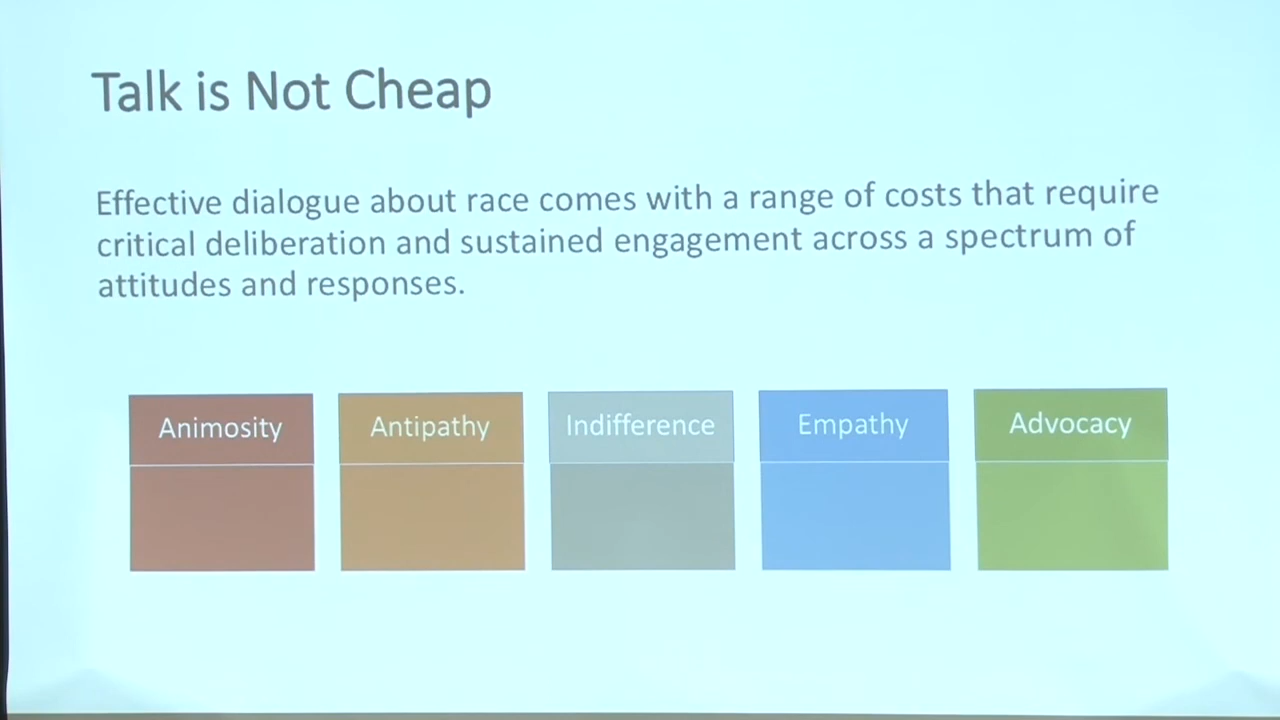 Talk is Not Cheap
Effective dialogue about race comes with a range of costs that require
critical deliberation and sustained engagement across a spectrum of
attitudes and responses.
Animosity
Antipathy
Indifference
Empathy
Advocacy